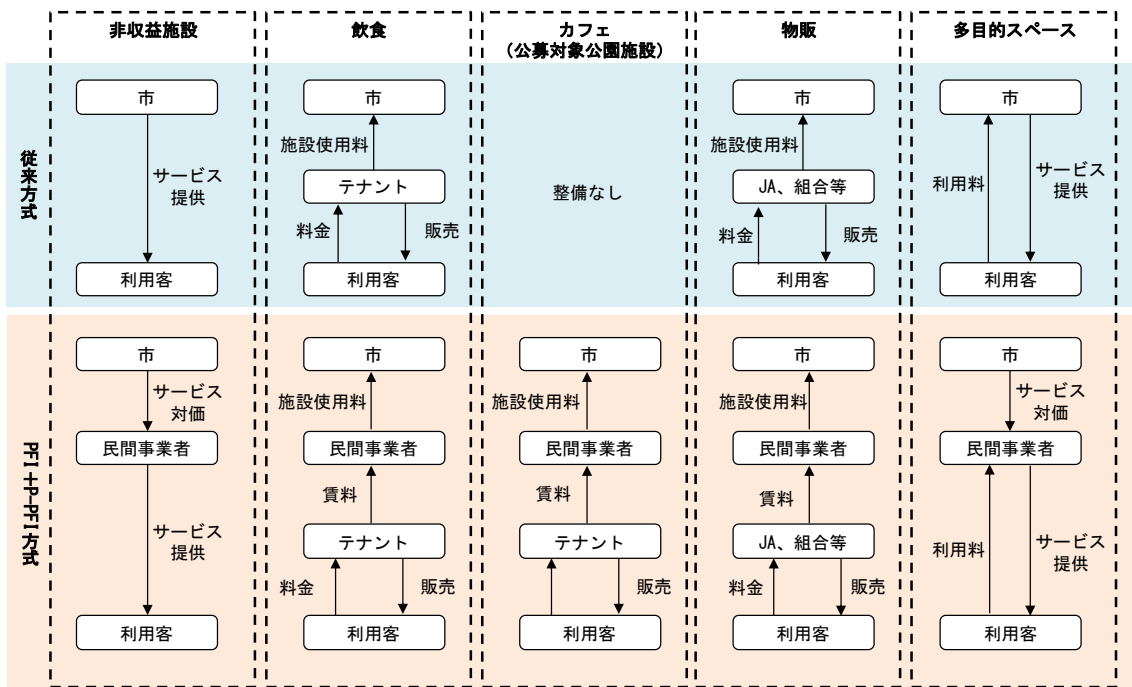 非収益施設
飲食
カフェ
(公募対象公園施設)
物販
多目的スペース
従来方式
市
サービス
提供
利用客
市
施設使用料
テナント
料金
販売
利用客
整備なし
市
施設使用料
JA、組合等
料金
販売
利用客
市
利用料
サービス
提供
利用客
PFI+P-PFI方式
市
サービス
対価
民間事業者
サービス
提供
利用客
市
施設使用料
民間事業者
賃料
テナント
料金
販売
利用客
市
施設使用料
民間事業者
賃料
テナント
販売
利用客
市
施設使用料
民間事業者
賃料
JA、組合等
料金
販売
利用客
市
サービス
対価
民間事業者
利用料
サービス
提供
利用客